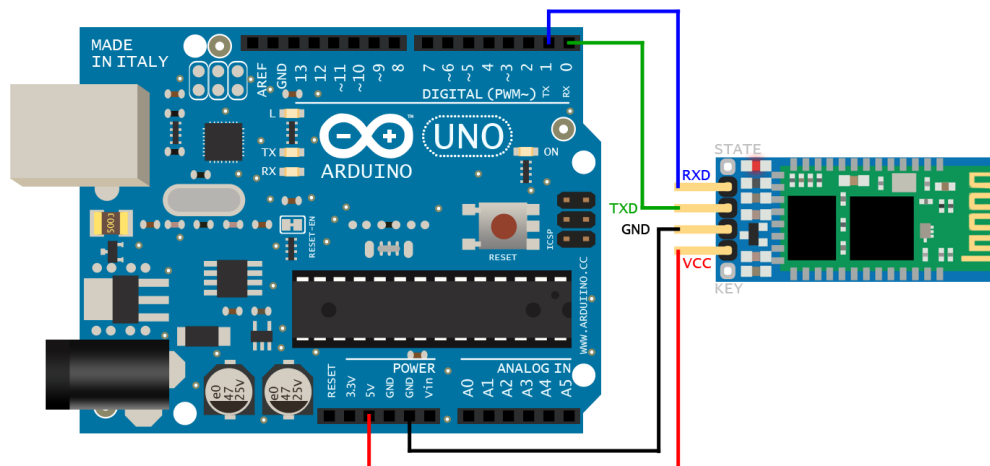 MADE
IN ITALY
AREF
GND
13
12
~11
~10
~9
8
7
~6
~5
4
~3
2
1
0
TX
RX
DIGITAL (PWM~)
L
TX
RX
ARDUINO
™
UNO
ON
500J
RESET-EN
RESET
ICSP
WWW.ARDUIINO.CC
e0
47
25v
e0
47
25v
POWER
ANALOG IN
RESET
3.3V
5V
GND
GND
Vin
A0
A1
A2
A3
A4
A5
STATE
RXD
TXD
GND
VCC
KEY